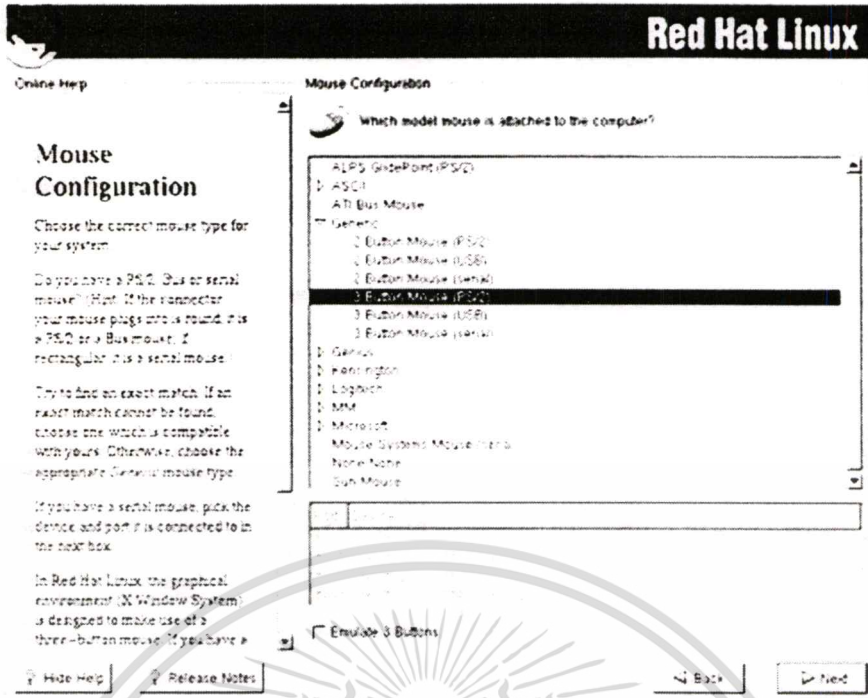 Red Hat Linux
Online Help
Mouse Configuration
Which model mouse is attached to the computer?
Mouse
Configuration
Choose the correct mouse type for
your system
Do you have a PS/2, Bus or serial
mouse? (Hint: If the connector
your mouse plugs into is round, it is
a PS/2 or a Bus mouse; if
rectangular, it is a serial mouse.)
Try to find an exact match. If an
exact match cannot be found,
choose one which is compatible
with yours. Otherwise, choose the
appropriate Generic mouse type.
If you have a serial mouse, pick the
device and port it is connected to in
the next box.
In Red Hat Linux, the graphical
environment (X Window System)
is designed to make use of a
three-button mouse. If you have a
ALPS GlidePoint (PS/2)
ASCII
ATI Bus Mouse
Generic
2 Button Mouse (PS/2)
2 Button Mouse (USB)
2 Button Mouse (serial)
3 Button Mouse (PS/2)
3 Button Mouse (USB)
3 Button Mouse (serial)
Genius
Kensington
Logitech
MM
Microsoft
Mouse Systems Mouse (serial)
None None
Sun Mouse
Emulate 3 Buttons
Hide Help
Release Notes
Back
Next